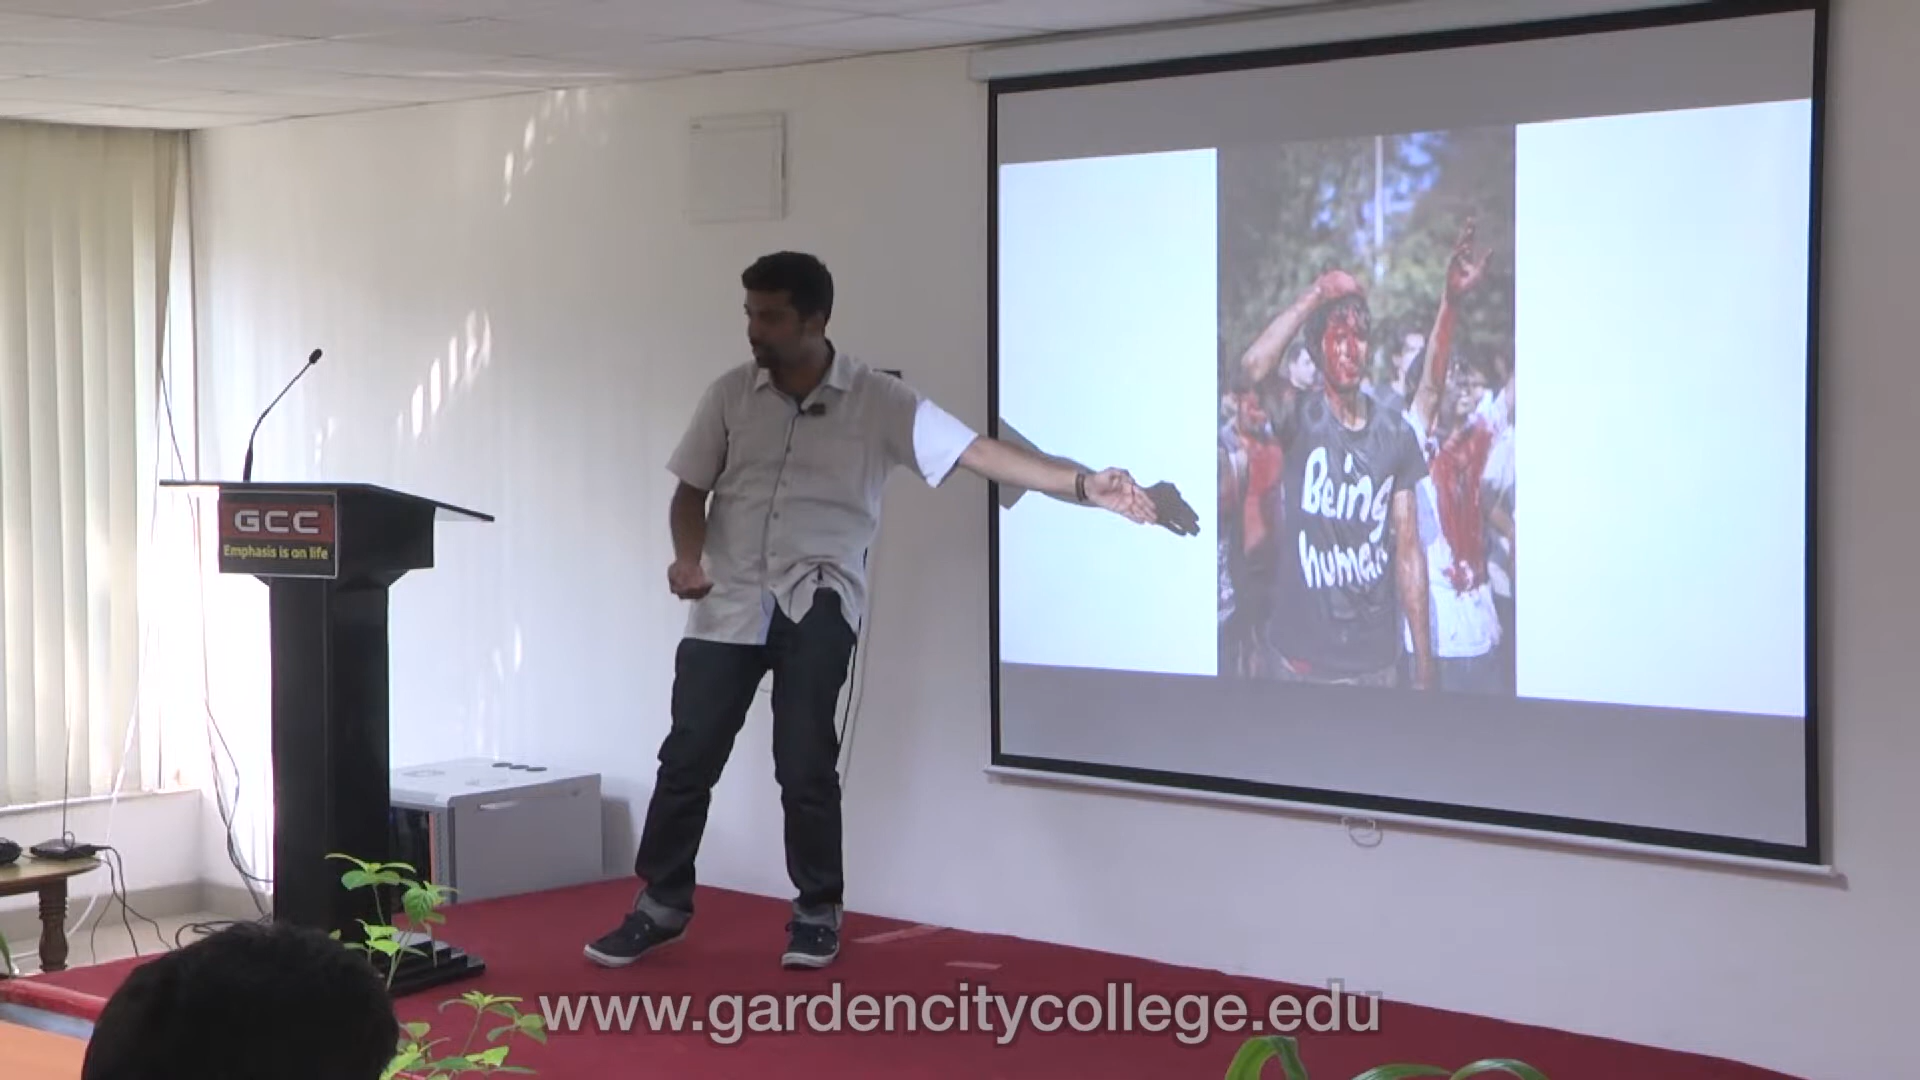 GCC
Emphasis is on life
Being
human
www.gardencitycollege.edu